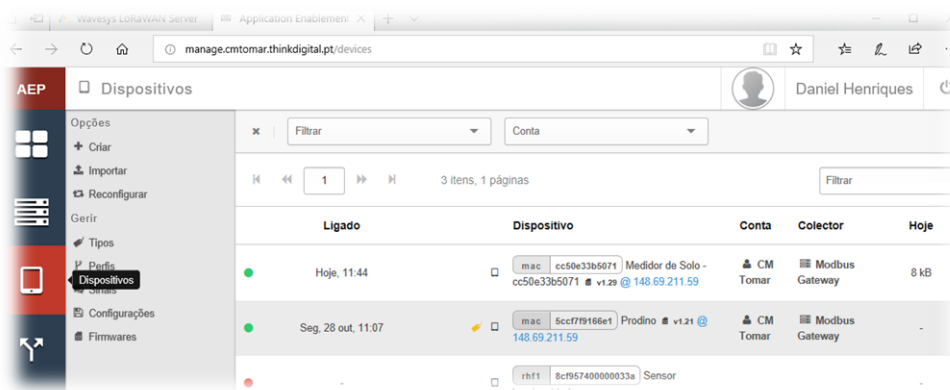 Wavesys LoRaWAN Server
Application Enablement
manage.cmtomar.thinkdigital.pt/devices
AEP
Dispositivos
Daniel Henriques
Opções
Criar
Importar
Reconfigurar
Gerir
Tipos
Perfis
Dispositivos
Sinais
Configurações
Firmwares
Filtrar
Conta
1
3 itens, 1 páginas
Filtrar
Ligado Dispositivo Conta Colector Hoje
Hoje, 11:44
mac cc50e33b5071 Medidor de Solo -
cc50e33b5071 v1.29 @ 148.69.211.59
CM
Tomar
Modbus
Gateway
8 kB
Seg, 28 out, 11:07
mac 5ccf7f9166e1 Prodino v1.21 @
148.69.211.59
CM
Tomar
Modbus
Gateway
-
-
rhf1 8cf957400000033a Sensor